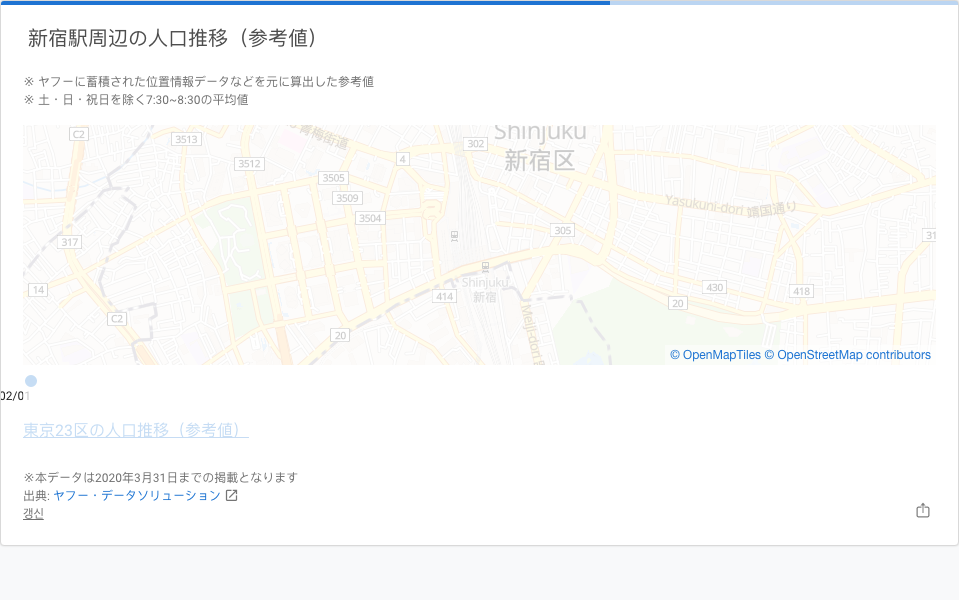 新宿駅周辺の人口推移（参考値）
※ ヤフーに蓄積された位置情報データなどを元に算出した参考値
※ 土・日・祝日を除く7:30~8:30の平均値
C2
3513
青梅街道
302
Shinjuku
新宿区
4
3512
3505
3509
3504
Yasukuni-dori 靖国通り
317
305
31
14
Shinjuku
新宿
414
430
418
20
C2
20
Meiji-dori
© OpenMapTiles © OpenStreetMap contributors
02/01
東京23区の人口推移（参考値）
※本データは2020年3月31日までの掲載となります
出典: ヤフー・データソリューション
갱신